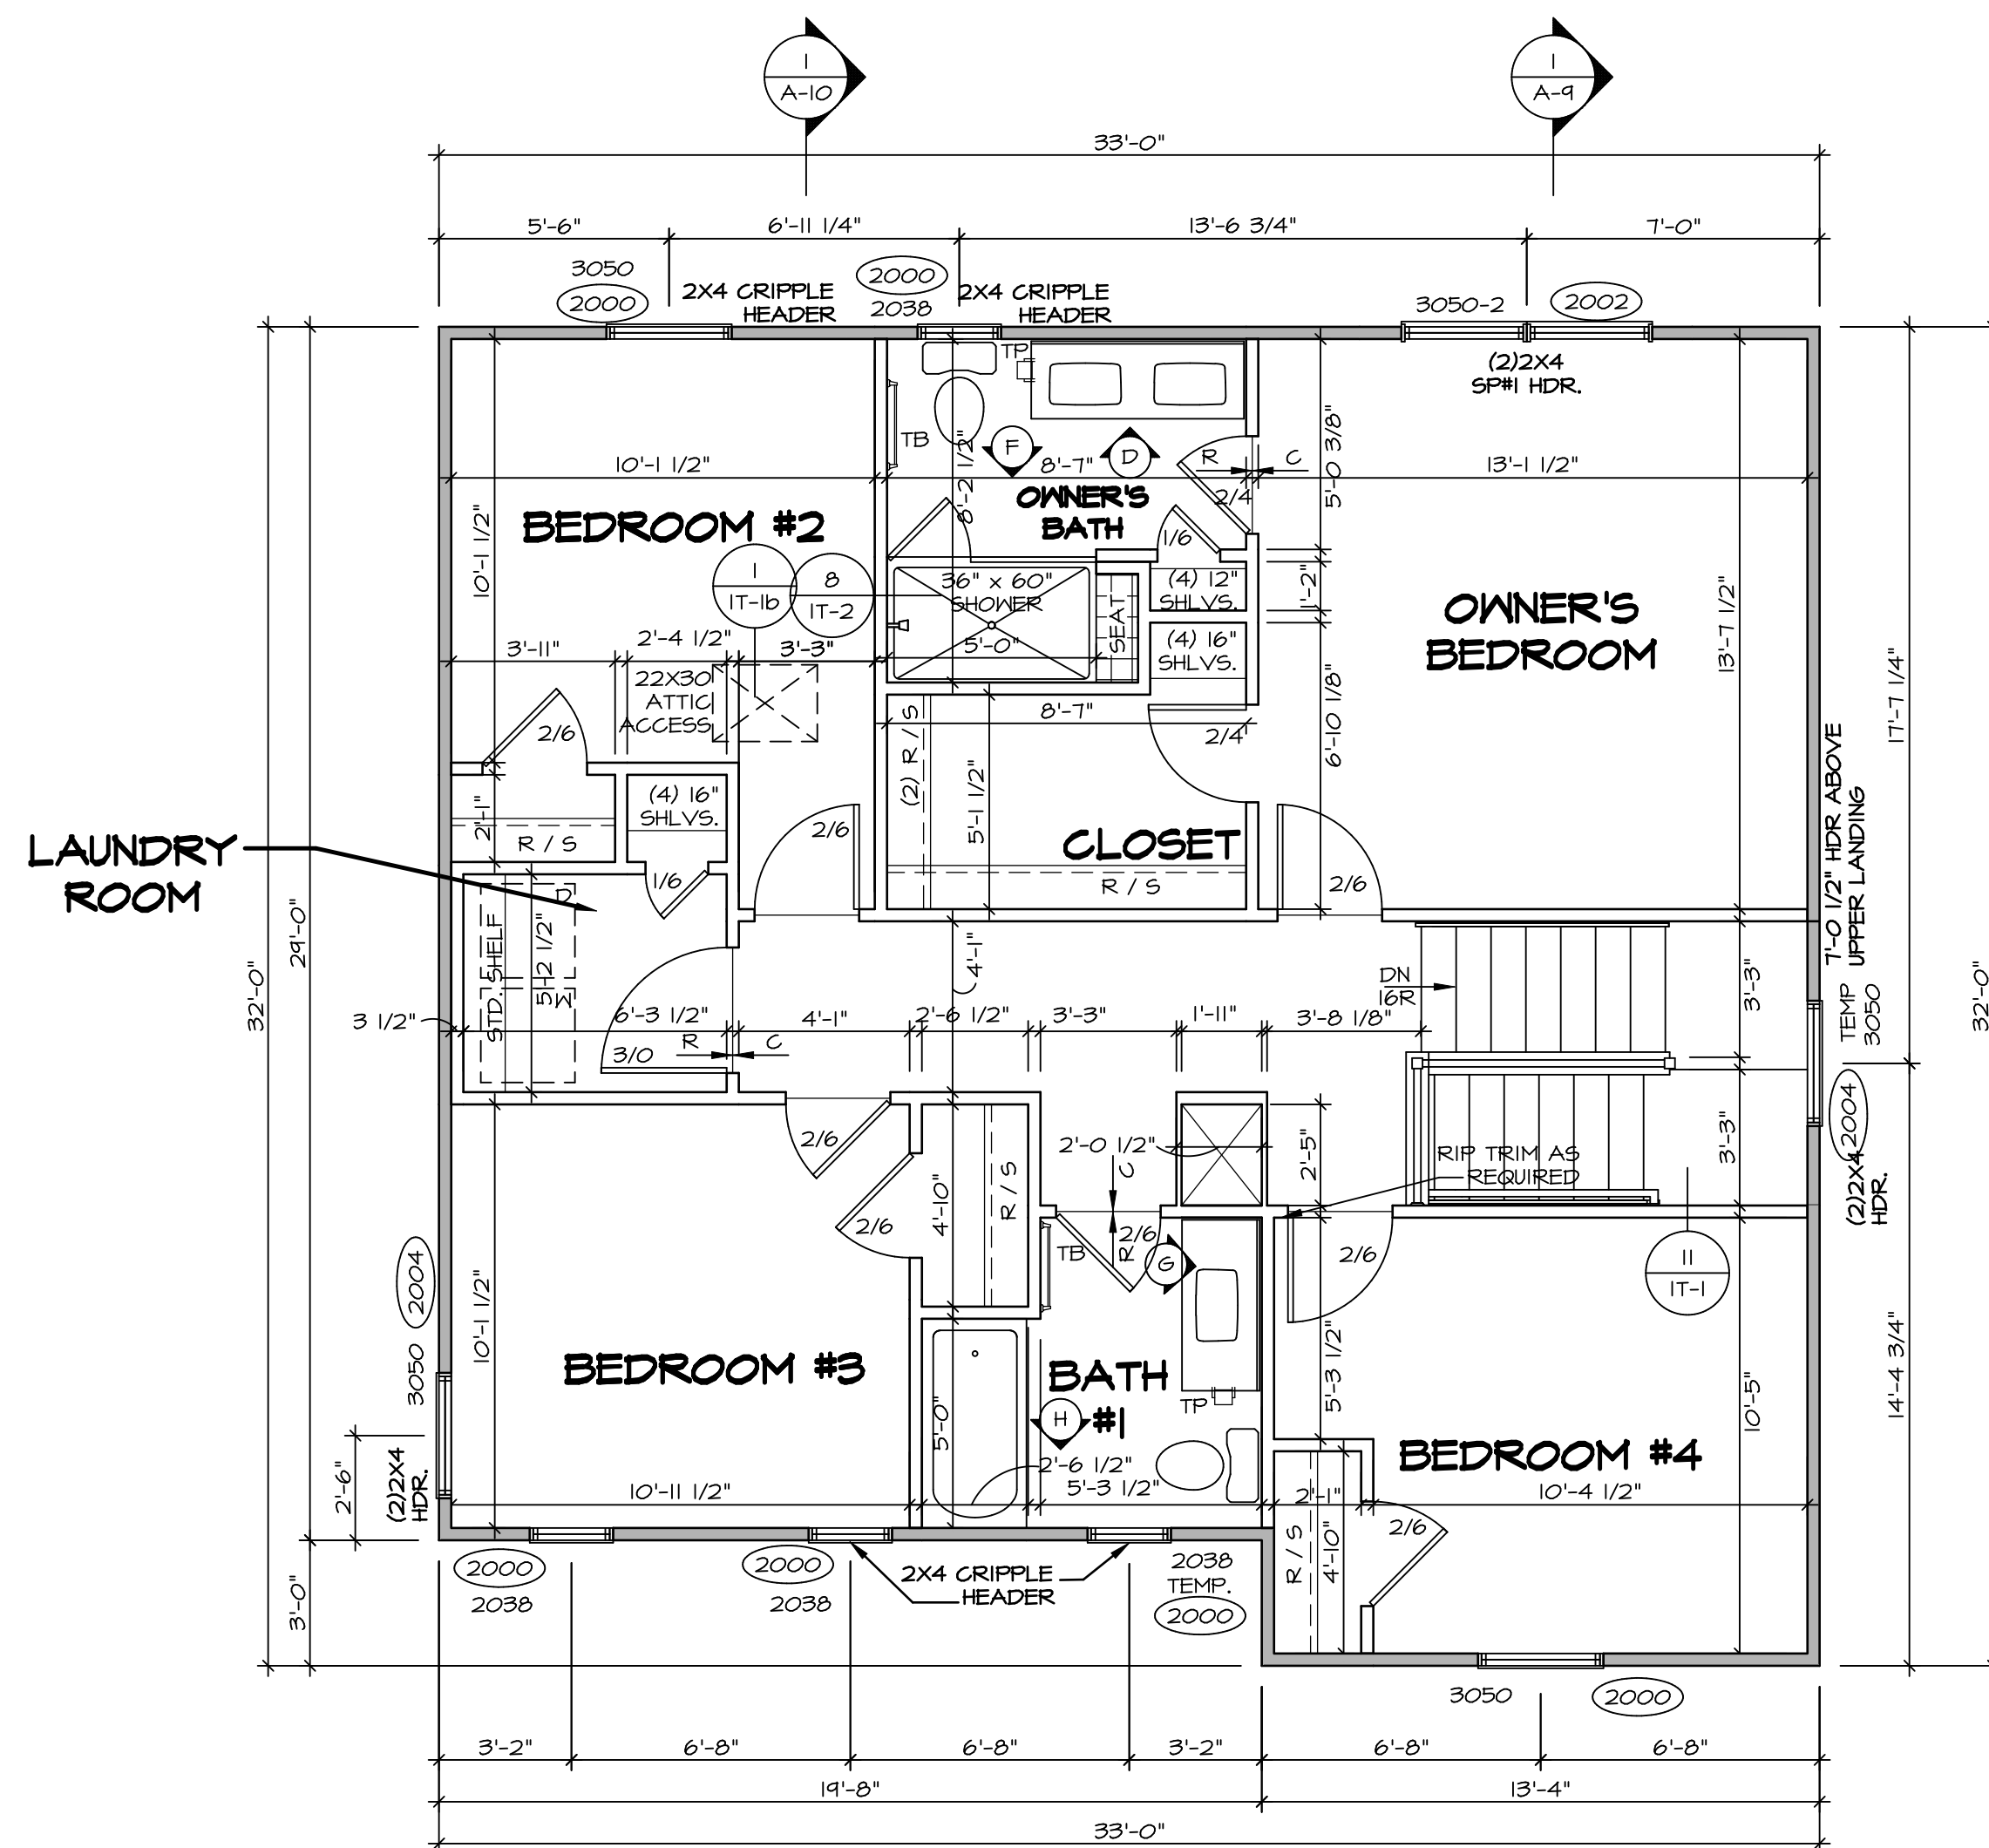 1
A-10
1
A-9
33'-0"
5'-6"
6'-11 1/4"
13'-6 3/4"
7'-0"
3050
2000
2X4 CRIPPLE
HEADER
2000
2038
2X4 CRIPPLE
HEADER
3050-2
2002
(2)2X4
SP#1 HDR.
TP
TB
F
D
10'-1 1/2"
8'-2 1/2"
8'-7"
R
C
5'-0 3/8"
13'-1 1/2"
2/4
BEDROOM #2
10'-1 1/2"
OWNER'S
BATH
1/6
1
1T-1b
8
1T-2
36" x 60"
SHOWER
SEAT
(4) 12"
SHLVS.
1'-2"
OWNER'S
BEDROOM
13'-7 1/2"
3'-11"
2'-4 1/2"
3'-3"
5'-0"
(4) 16"
SHLVS.
22X30
ATTIC
ACCESS
2/6
(2) R / S
8'-7"
2/4
6'-10 1/8"
17'-7 1/4"
5'-1 1/2"
(4) 16"
SHLVS.
2'-1"
R / S
2/6
CLOSET
R / S
2/6
7'-0 1/2" HDR ABOVE
UPPER LANDING
LAUNDRY
ROOM
1/6
D
W
STD. SHELF
5'-2 1/2"
29'-0"
32'-0"
4'-1"
DN
16R
3'-3"
TEMP
3050
32'-0"
3 1/2"
6'-3 1/2"
4'-1"
2'-6 1/2"
3'-3"
1'-11"
3'-8 1/8"
3/0
R
C
2004
(2)2X4
HDR.
2/6
2'-0 1/2"
2'-5"
RIP TRIM AS
REQUIRED
3'-3"
4'-10"
R / S
C
R
2/6
2/6
TB
G
2/6
11
1T-1
2004
3050
10'-1 1/2"
5'-3 1/2"
BEDROOM #3
BATH
#1
H
TP
10'-5"
14'-4 3/4"
5'-0"
BEDROOM #4
2'-6"
(2)2X4
HDR.
10'-11 1/2"
2'-6 1/2"
5'-3 1/2"
2'-1"
10'-4 1/2"
R / S
4'-10"
2/6
2000
2038
2000
2038
2X4 CRIPPLE
HEADER
2038
TEMP.
2000
3'-0"
3050
2000
3'-2"
6'-8"
6'-8"
3'-2"
6'-8"
6'-8"
19'-8"
13'-4"
33'-0"